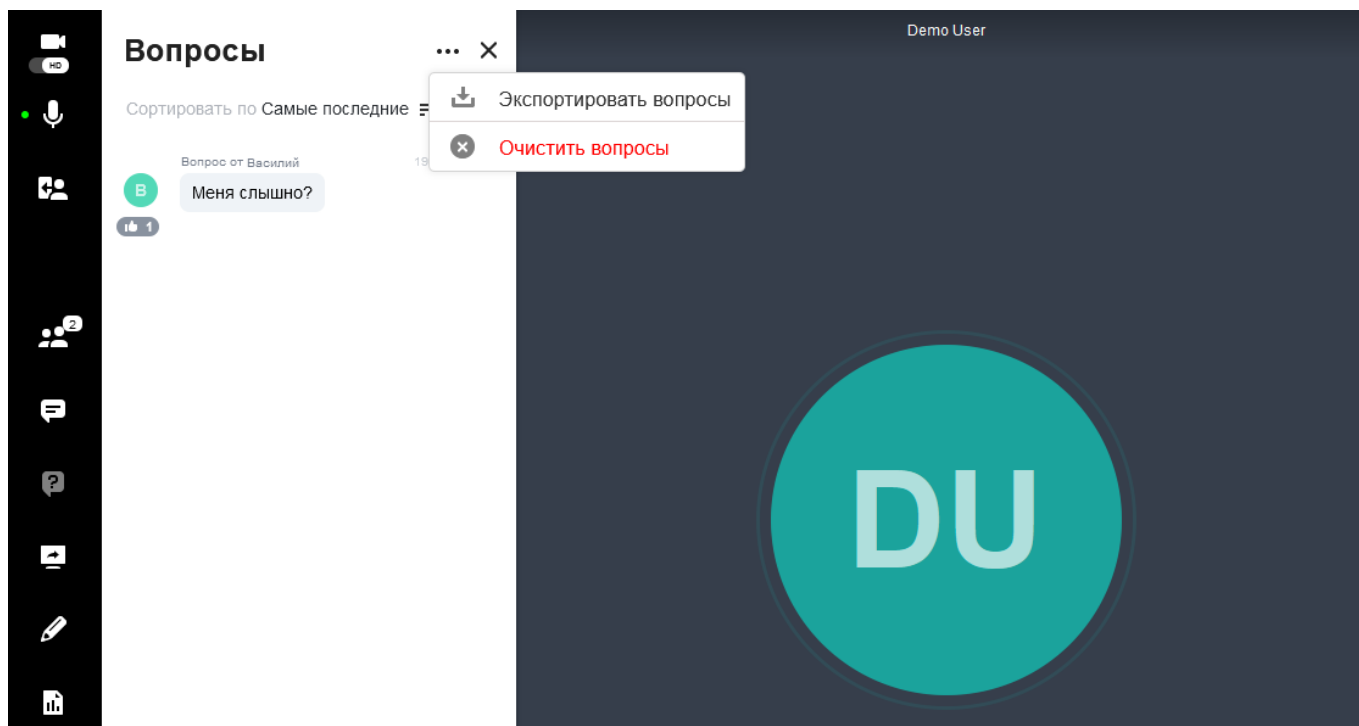 Demo User
HD
Вопросы
Сортировать по Самые последние
Экспортировать вопросы
Очистить вопросы
Вопрос от Василий
19
В
Меня слышно?
1
2
?
DU